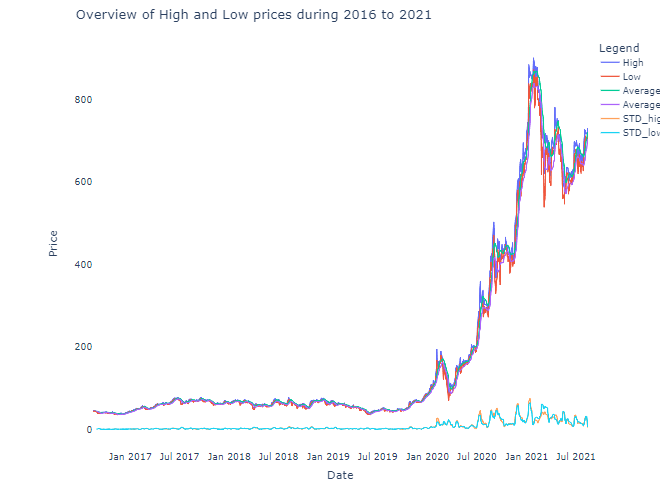 Overview of High and Low prices during 2016 to 2021
Legend
High
Low
Average
Average
STD_hig
STD_low
Price
800
600
400
200
0
Jan 2017 Jul 2017 Jan 2018 Jul 2018 Jan 2019 Jul 2019 Jan 2020 Jul 2020 Jan 2021 Jul 2021
Date